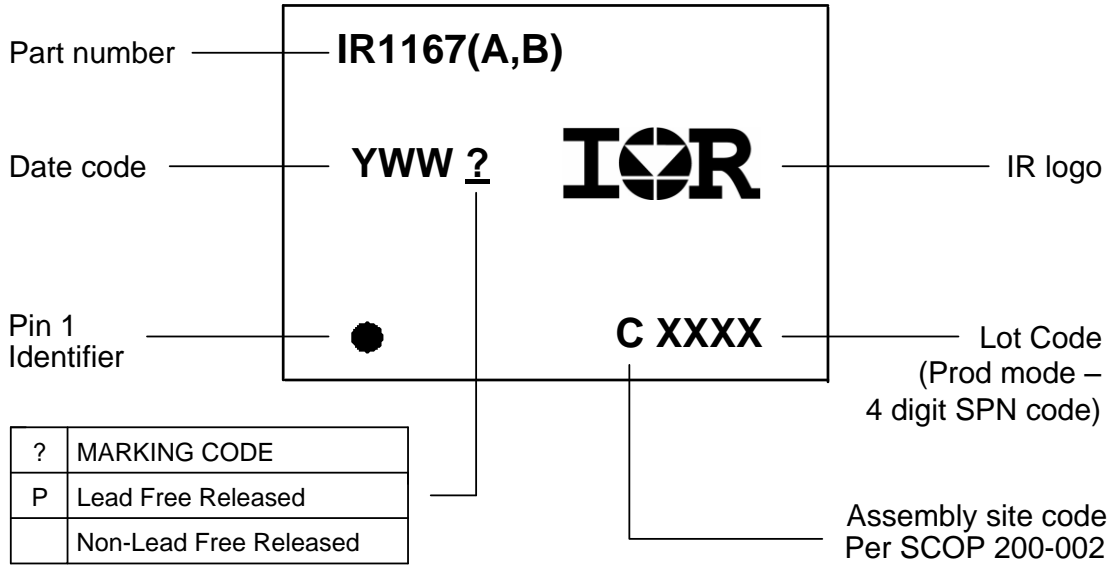 Part number
IR1167(A,B)
Date code
YWW ?
IOR
IR logo
Pin 1
Identifier
C XXXX
Lot Code
(Prod mode –
4 digit SPN code)
? MARKING CODE
P Lead Free Released
Non-Lead Free Released
Assembly site code
Per SCOP 200-002